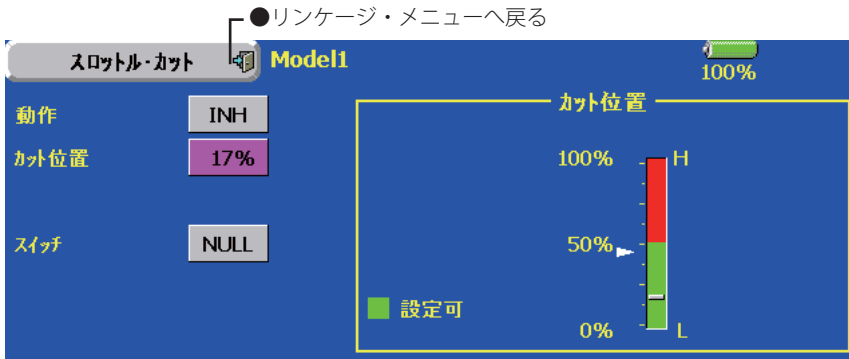 ●リンケージ・メニューへ戻る
スロットル・カット Model1
100%
動作 INH
カット位置 17%
スイッチ NULL
カット位置
100% H
50%
設定可
0% L